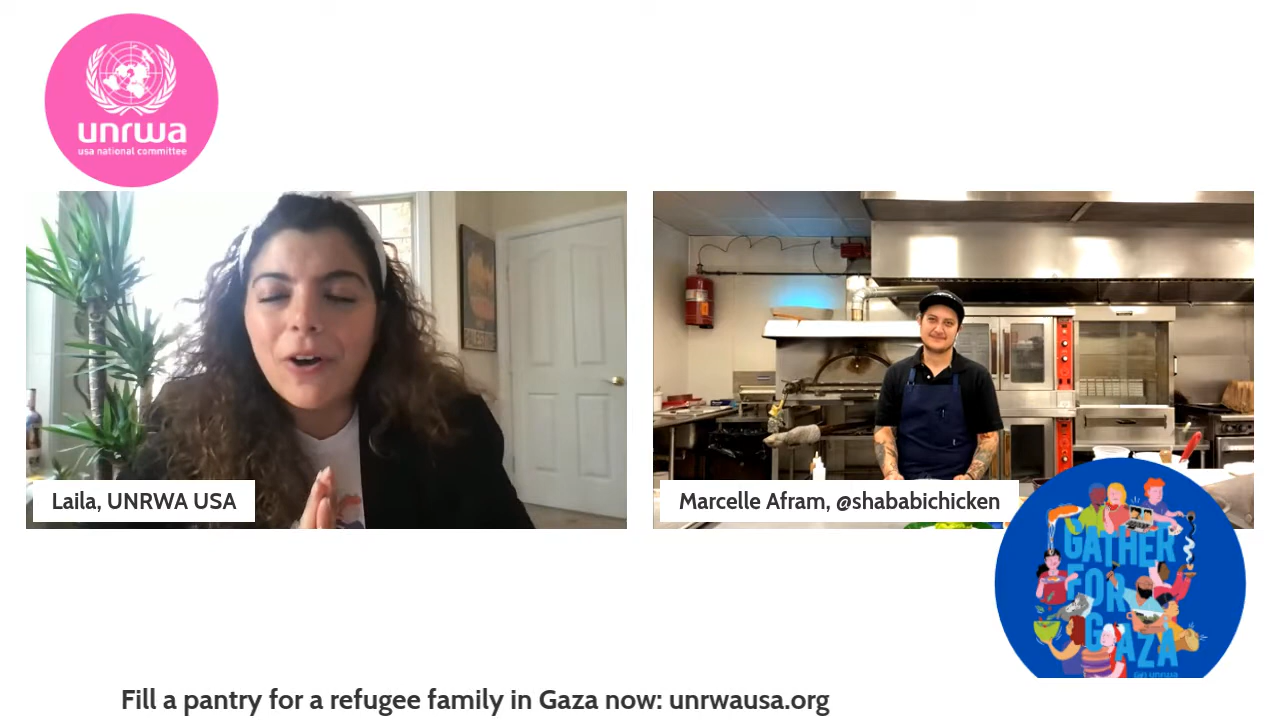 unrwa
usa national committee
Laila, UNRWA USA
Marcelle Afram, @shababichicken
GATHER
FOR
GAZA
Fill a pantry for a refugee family in Gaza now: unrwausa.org